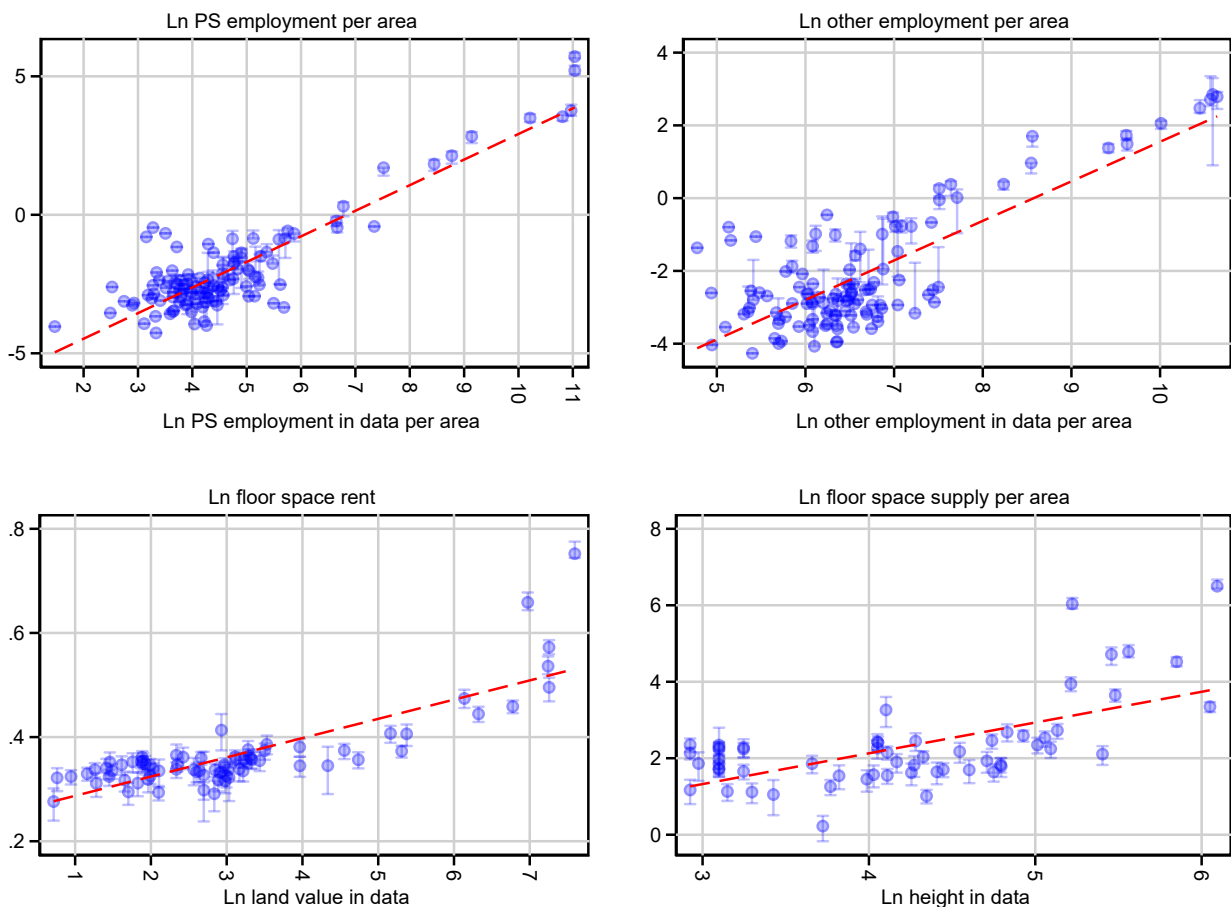 Ln PS employment per area
5
0
-5
2 3 4 5 6 7 8 9 10 11
Ln PS employment in data per area
Ln other employment per area
4
2
0
-2
-4
5 6 7 8 9 10
Ln other employment in data per area
Ln floor space rent
.8
.6
.4
.2
1 2 3 4 5 6 7
Ln land value in data
Ln floor space supply per area
8
6
4
2
0
3 4 5 6
Ln height in data